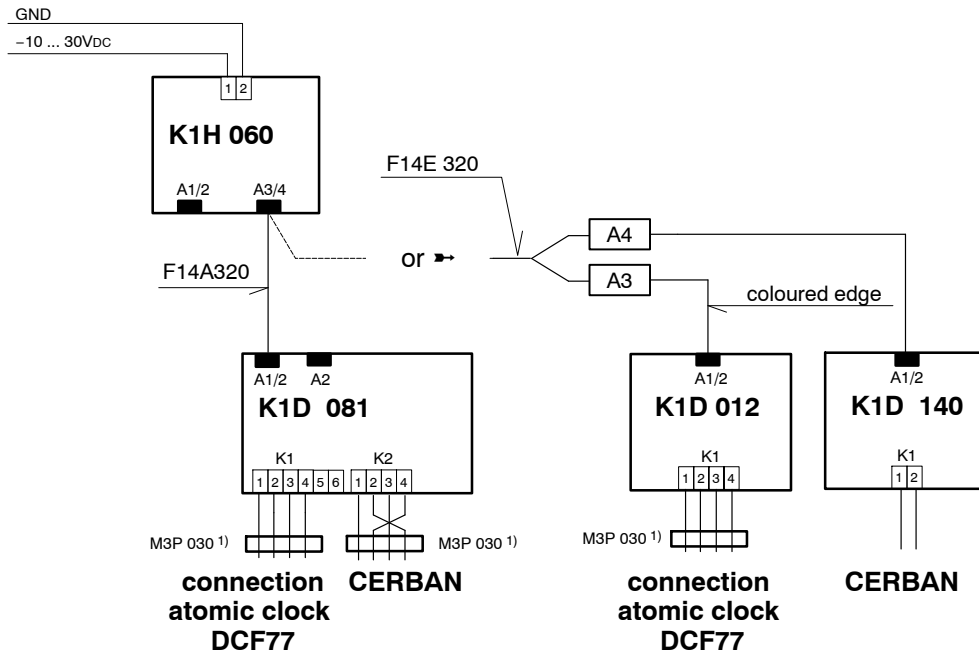 GND
–10 ... 30VDC
1 2
K1H 060
A1/2 A3/4
F14E 320
F14A320
or
A4
A3
coloured edge
A1/2 A2
K1D 081
K1 K2
1 2 3 4 5 6 1 2 3 4
M3P 030 1) M3P 030 1)
connection
atomic clock
DCF77
CERBAN
A1/2
K1D 012
K1
1 2 3 4
M3P 030 1)
connection
atomic clock
DCF77
A1/2
K1D 140
K1
1 2
CERBAN